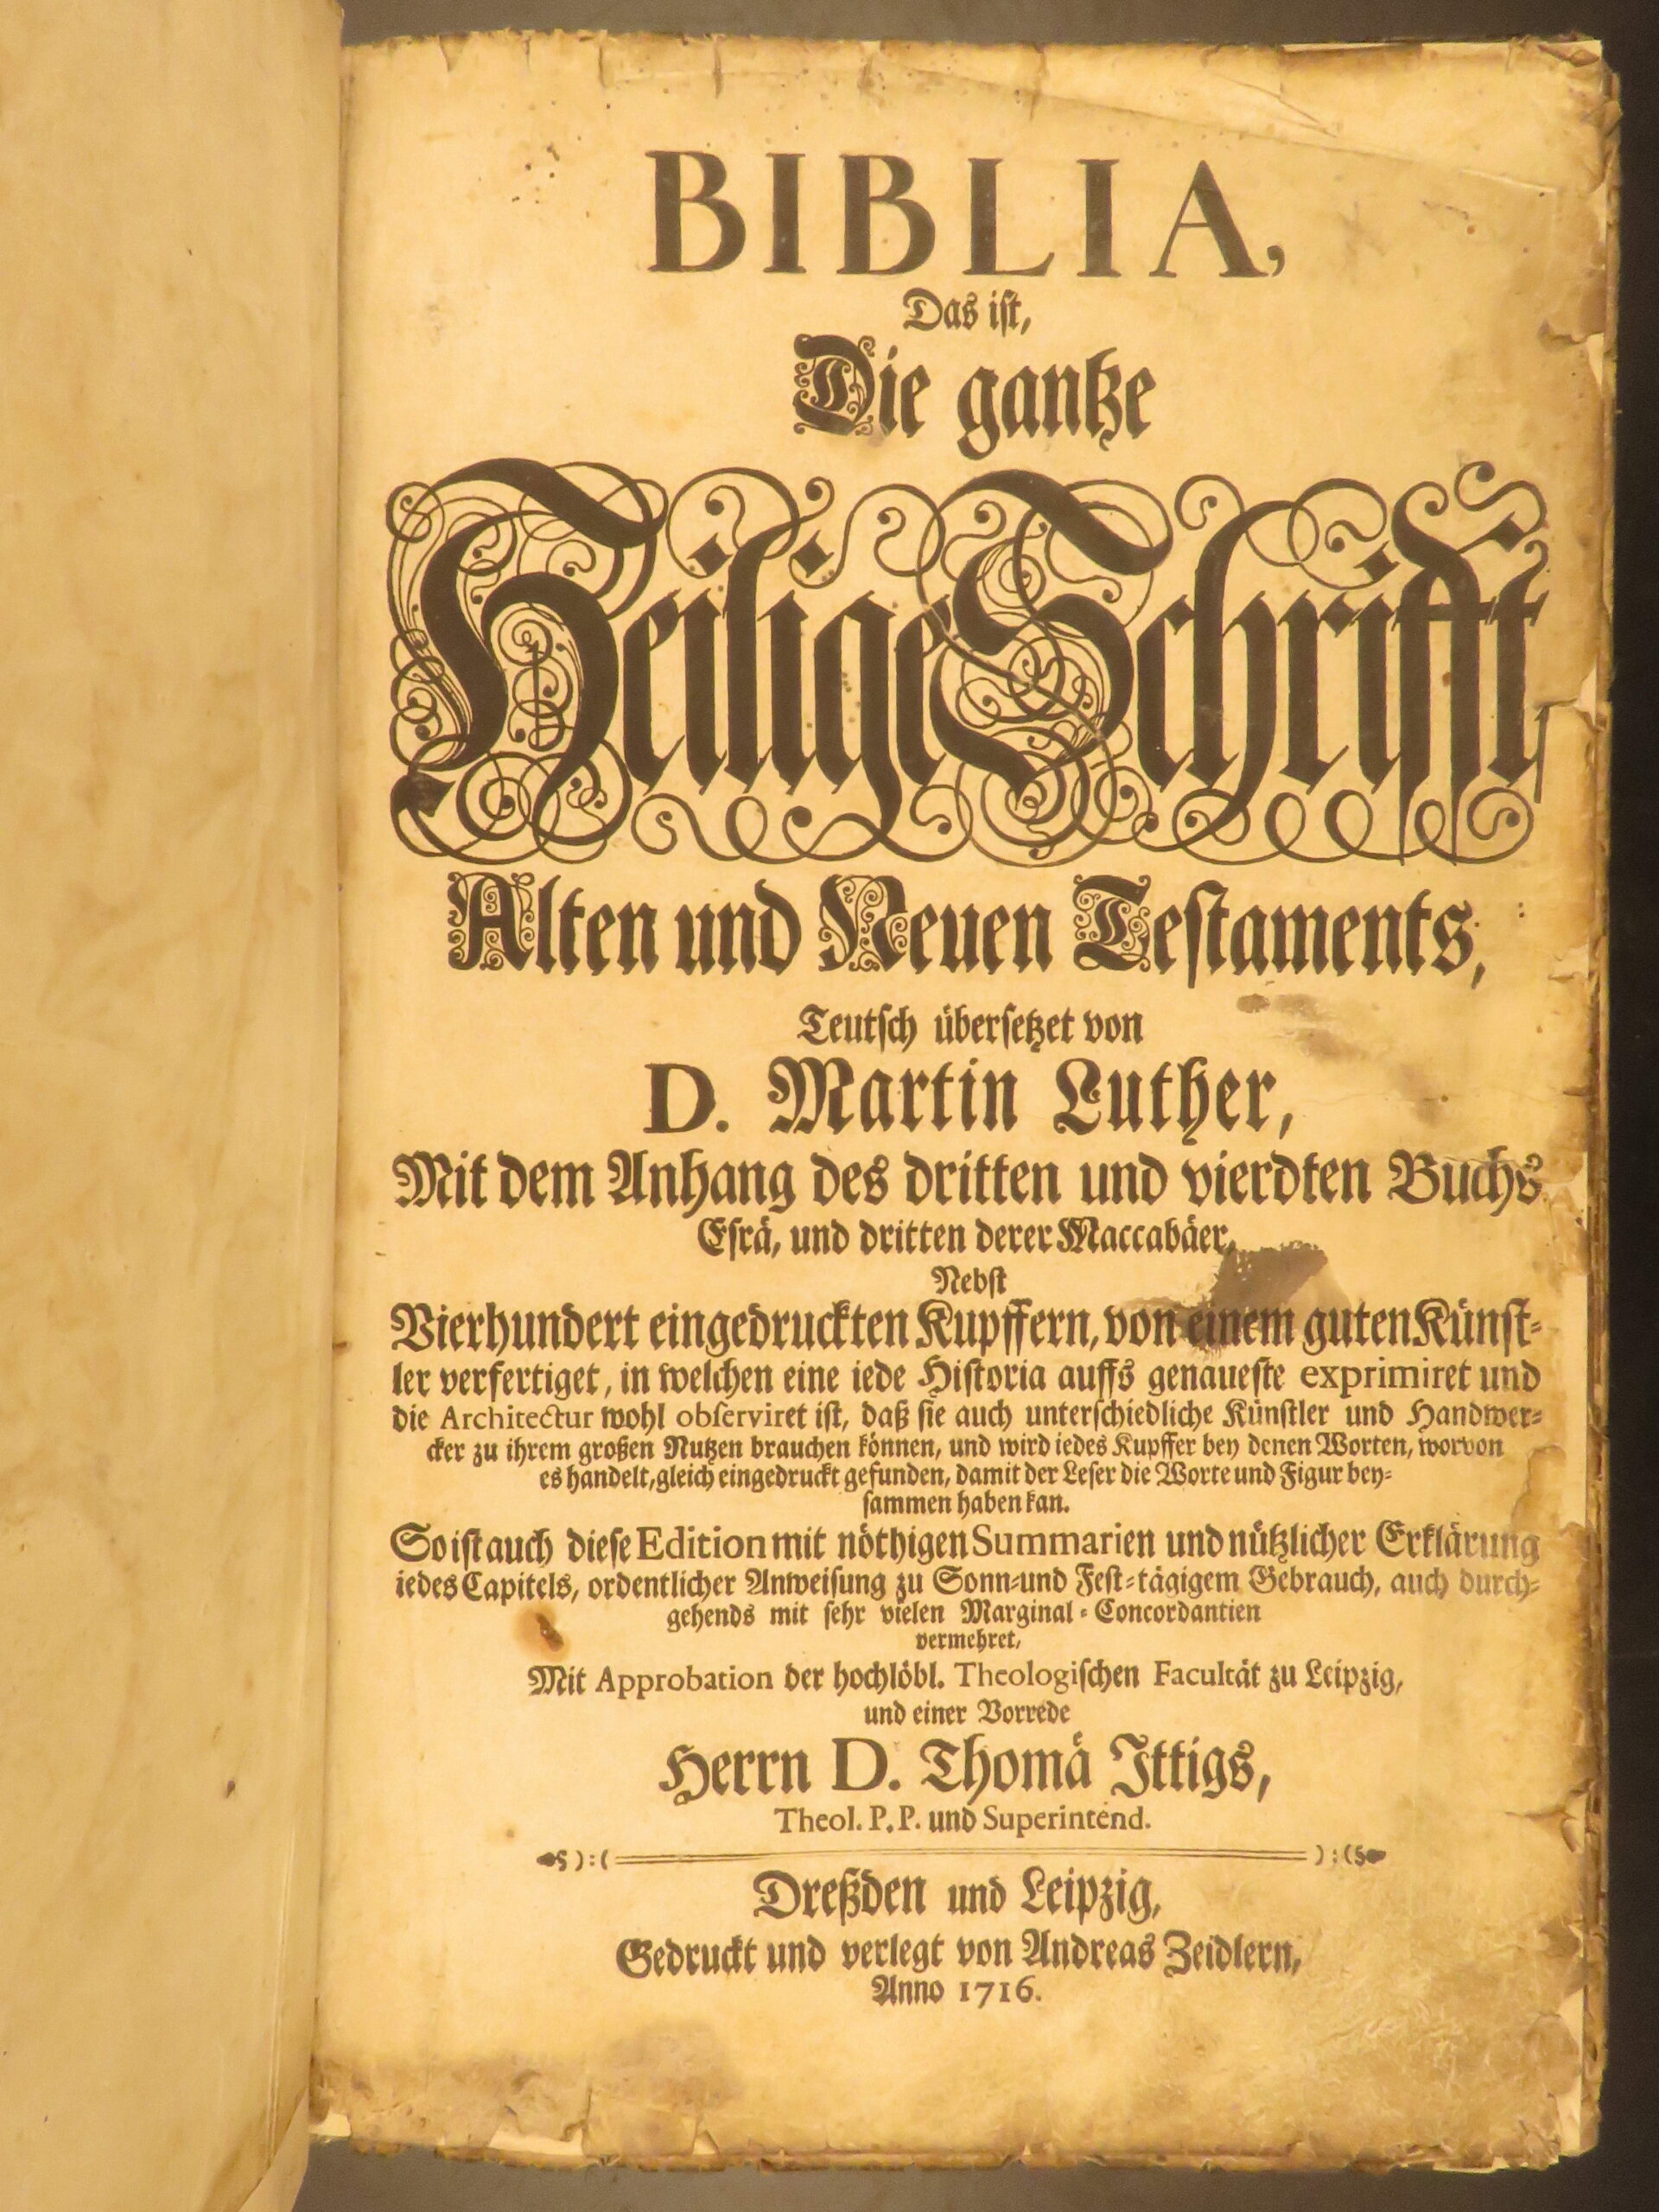 BIBLIA,
Das ist,
Die gantze
Heilige Schrifft
Alten und Neuen Testaments,
Teutsch übersetzet von
D. Martin Luther,
Mit dem Anhang des dritten und vierdten Buchs
Esrä, und dritten derer Maccabäer,
Nebst
Vierhundert eingedruckten Kupffern, von einem guten Künst-
ler verfertiget, in welchen eine iede Historia auffs genaueste exprimiret und
die Architectur wohl observiret ist, daß sie auch unterschiedliche Künstler und Handwer-
cker zu ihrem großen Nutzen brauchen können, und wird iedes Kupffer bey denen Worten, worvon
es handelt, gleich eingedruckt gefunden, damit der Leser die Worte und Figur bey-
sammen haben kan.
So ist auch diese Edition mit nöthigen Summarien und nützlicher Erklärung
iedes Capitels, ordentlicher Anweisung zu Sonn- und Fest-tägigem Gebrauch, auch durch-
gehends mit sehr vielen Marginal-Concordantien
vermehret,
Mit Approbation der hochlöbl. Theologischen Facultät zu Leipzig,
und einer Vorrede
Herrn D. Thomä Ittigs,
Theol. P. P. und Superintend.
Dreßden und Leipzig,
Gedruckt und verlegt von Andreas Zeidlern,
Anno 1716.